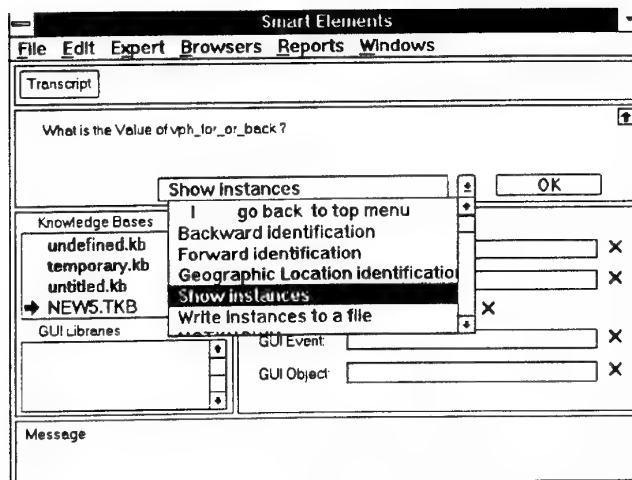 Smart Elements
File Edit Expert Browsers Reports Windows
Transcript
What is the Value of vph_for_or_back ?
Show instances
OK
I go back to top menu
Backward identification
Forward identification
Geographic Location identification
Show instances
Write instances to a file
Knowledge Bases
undefined.kb
temporary.kb
untitled.kb
NEW5.TKB
GUI Libraries
GUI Event:
GUI Object:
Message